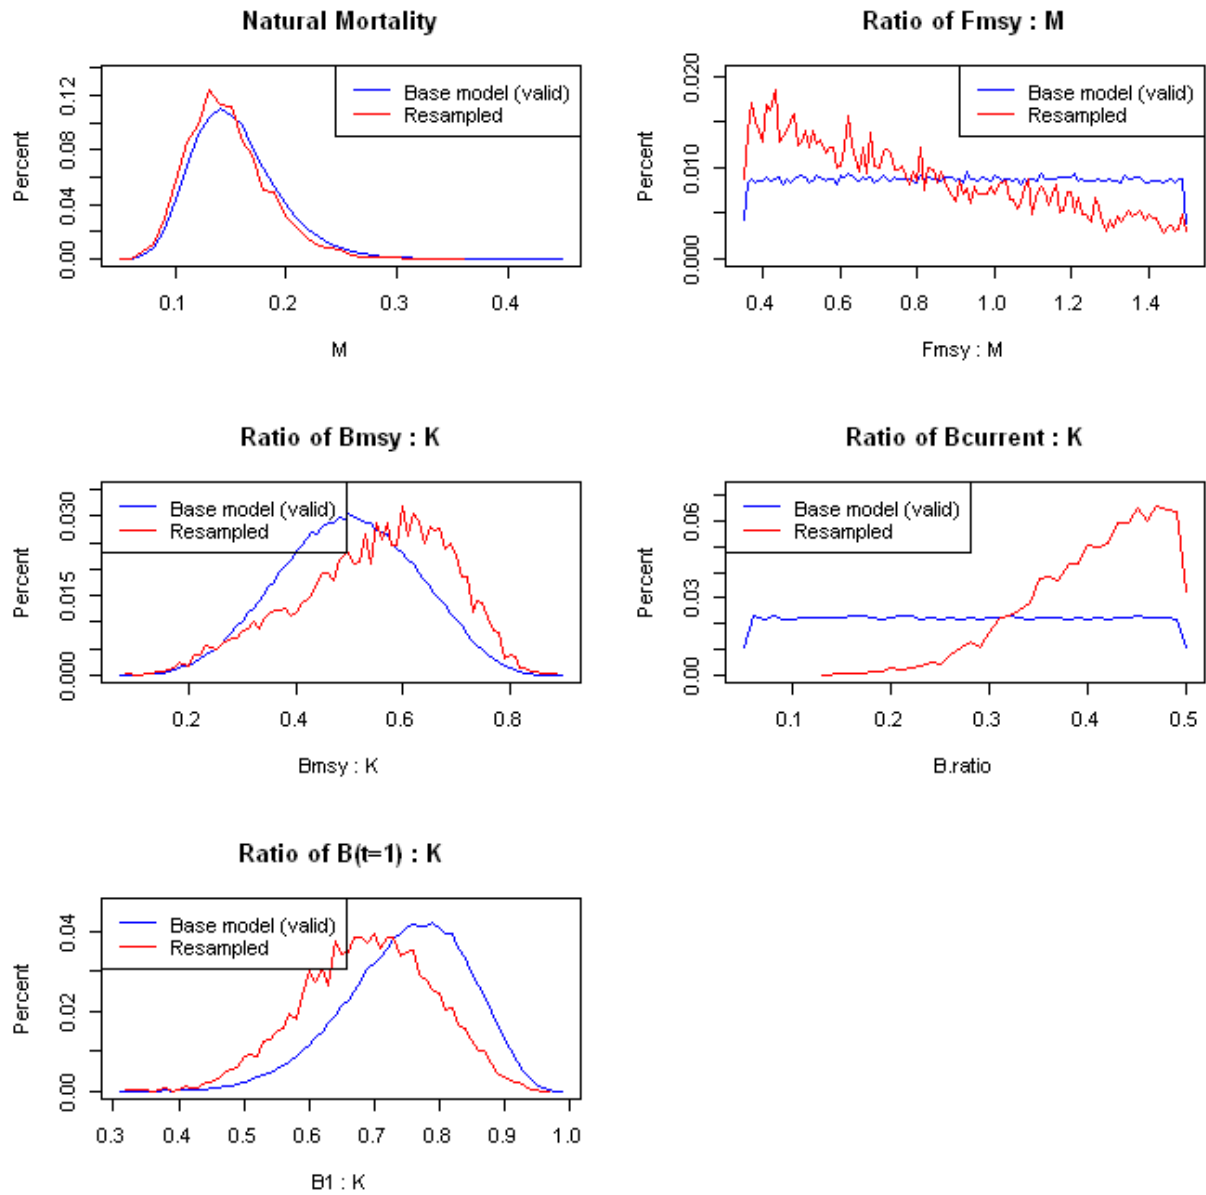 Natural Mortality
Percent
0.00 0.04 0.08 0.12
Base model (valid)
Resampled
0.1 0.2 0.3 0.4
M
Ratio of Fmsy : M
Percent
0.000 0.010 0.020
Base model (valid)
Resampled
0.4 0.6 0.8 1.0 1.2 1.4
Fmsy : M
Ratio of Bmsy : K
Percent
0.000 0.015 0.030
Base model (valid)
Resampled
0.2 0.4 0.6 0.8
Bmsy : K
Ratio of Bcurrent : K
Percent
0.00 0.03 0.06
Base model (valid)
Resampled
0.1 0.2 0.3 0.4 0.5
B.ratio
Ratio of B(t=1) : K
Percent
0.00 0.02 0.04
Base model (valid)
Resampled
0.3 0.4 0.5 0.6 0.7 0.8 0.9 1.0
B1 : K